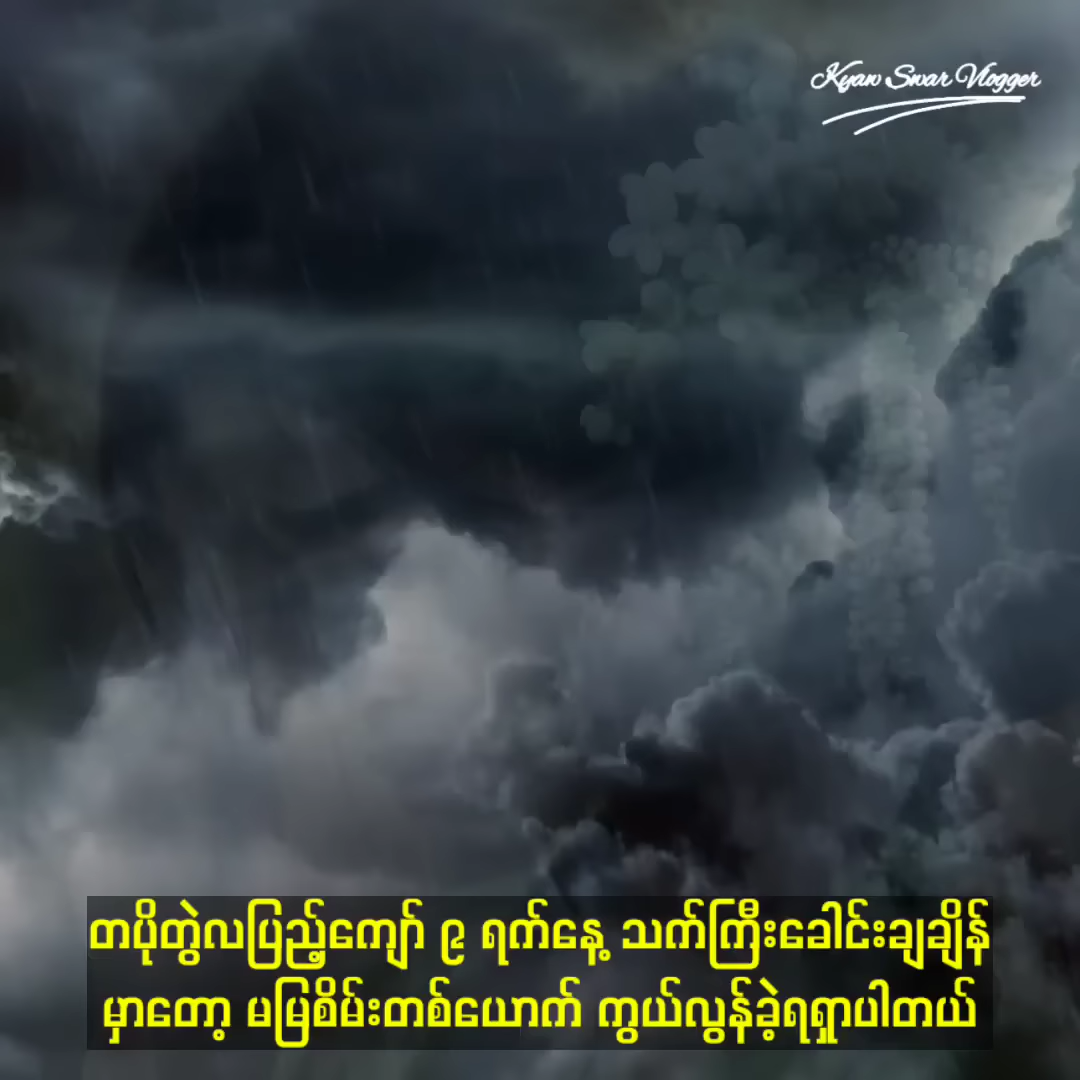 Kyaw Swar Vlogger
တပို့တွဲလပြည့်ကျော် ၉ ရက်နေ့ သက်ကြီးခေါင်းချချိန်
မှာတော့ မမြစိမ်းတစ်ယောက် ကွယ်လွန်ခဲ့ရရှာပါတယ်